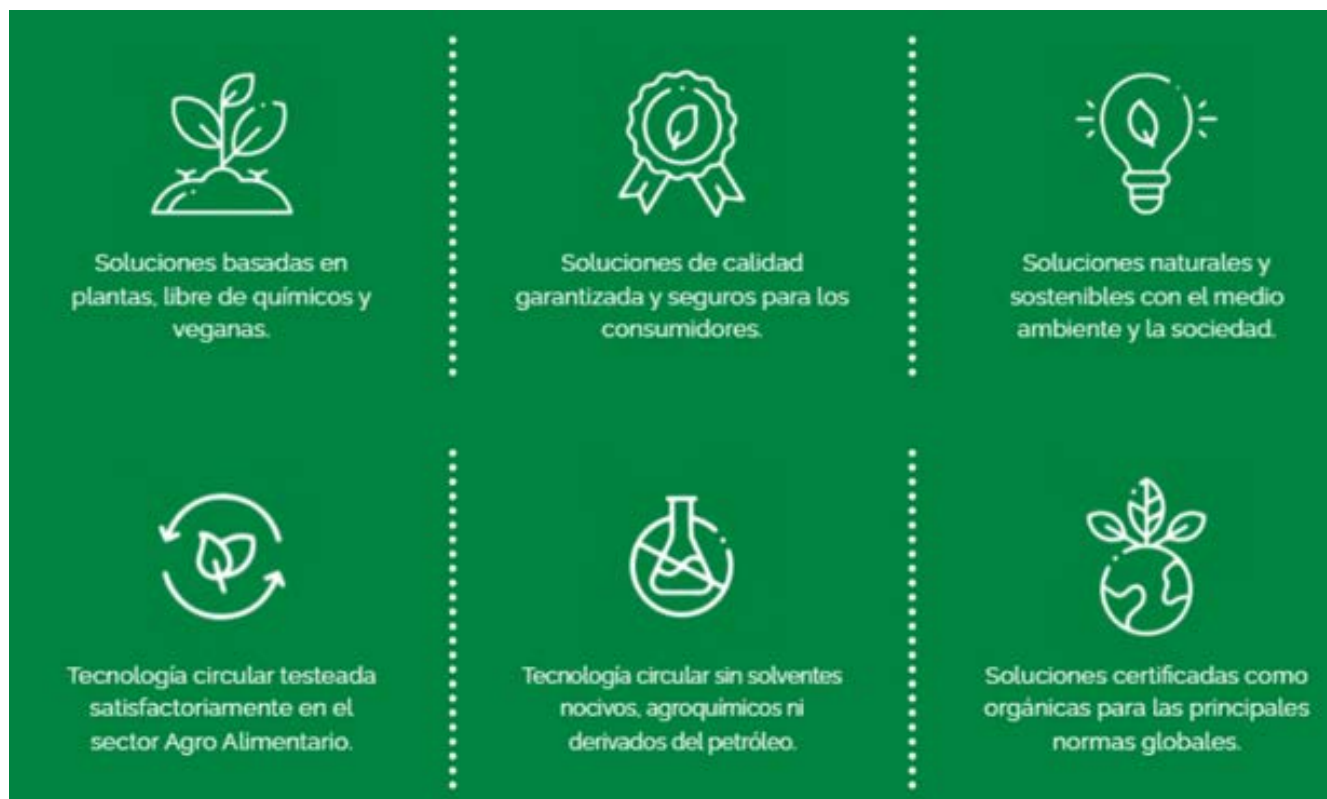 Soluciones basadas en
plantas, libre de químicos y
veganas.
Soluciones de calidad
garantizada y seguros para los
consumidores.
Soluciones naturales y
sostenibles con el medio
ambiente y la sociedad.
Tecnología circular testeada
satisfactoriamente en el
sector Agro Alimentario.
Tecnología circular sin solventes
nocivos, agroquímicos ni
derivados del petróleo.
Soluciones certificadas como
orgánicas para las principales
normas globales.